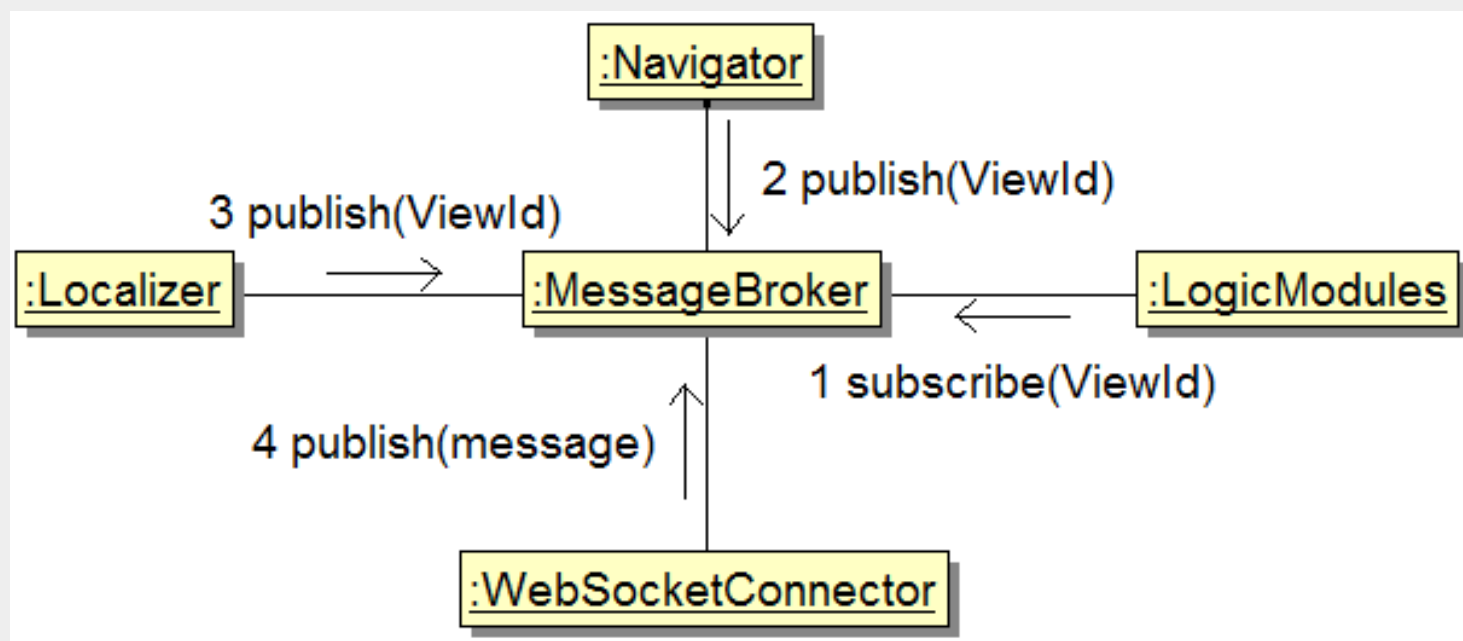 :Navigator
2 publish(ViewId)
3 publish(ViewId)
:Localizer
:MessageBroker
:LogicModules
1 subscribe(ViewId)
4 publish(message)
:WebSocketConnector